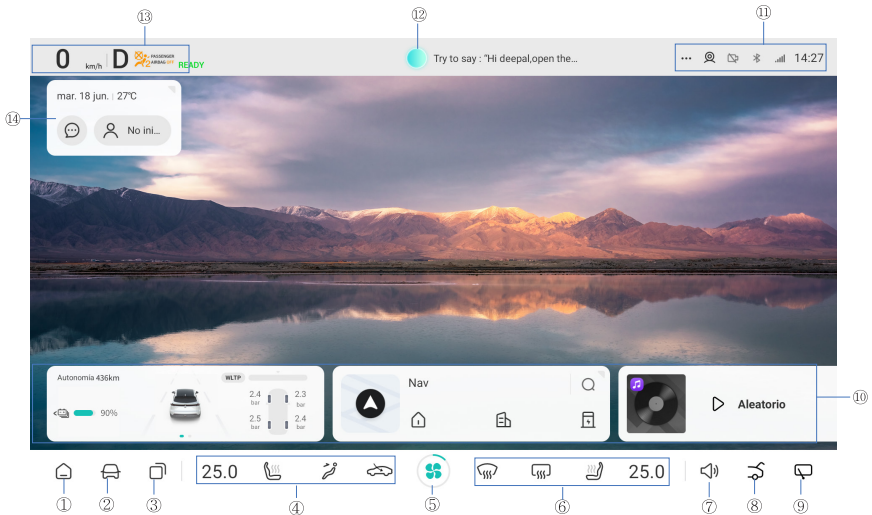 ⑬
⑫
⑪
0 km/h D PASSENGER
AIRBAG OFF
2
READY
Try to say : "Hi deepal,open the...
14:27
mar. 18 jun. | 27°C
⑭
No ini...
Autonomía 436km
WLTP
2.4
bar
2.3
bar
90%
2.5
bar
2.4
bar
Nav
Aleatorio
⑩
25.0
25.0
①
②
③
④
⑤
⑥
⑦
⑧
⑨